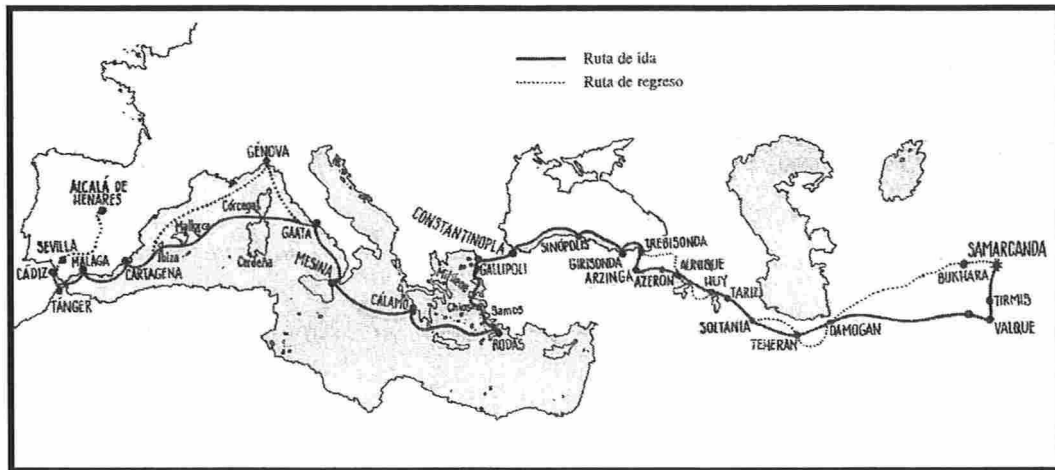 Ruta de ida
Ruta de regreso
GÉNOVA
ALCALÁ DE
HENARES
Córcega
Mallorca
CONSTANTINOPLA
SINÓPOLIS
TREBISONDA
SAMARCANDA
SEVILLA
MÁLAGA
GAETA
GALLIPOLI
GIRISONDA
BUKHARA
CÁDIZ
Ibiza
Cerdeña
MESINA
ARZINGA
AZERON
HUY
CARTAGENA
TARIZ
TIRMIS
TÁNGER
CÁLAMO
Chios
Samos
SOLTANIA
DAMOGAN
VALQUE
RODAS
TEHERÁN